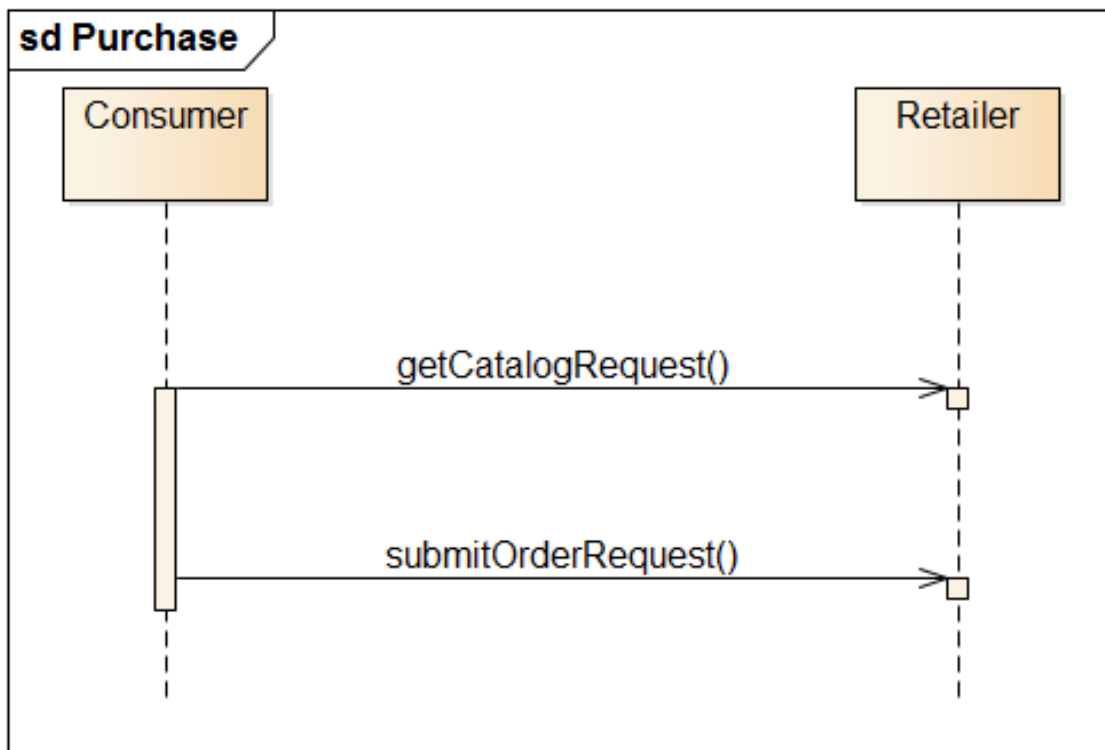 sd Purchase
Consumer
Retailer
getCatalogRequest()
submitOrderRequest()